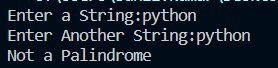 Enter a String:python
Enter Another String:python
Not a Palindrome